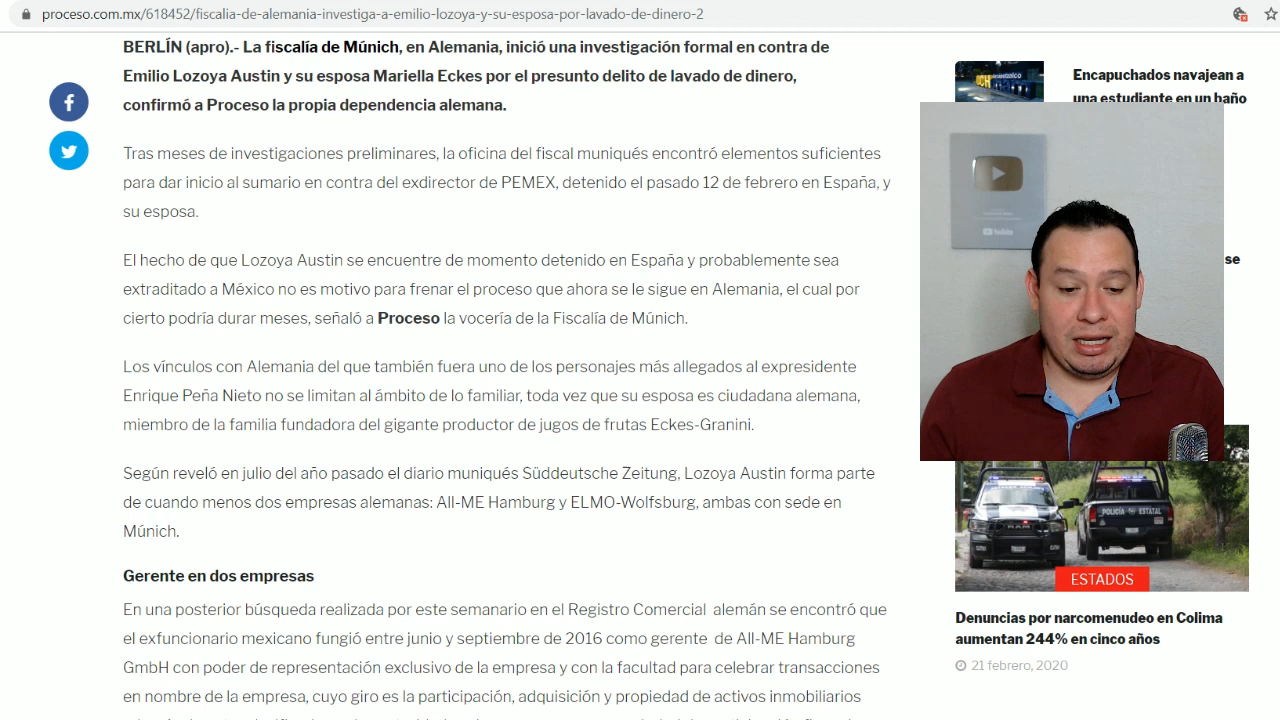 proceso.com.mx/618452/fiscalia-de-alemania-investiga-a-emilio-lozoya-y-su-esposa-por-lavado-de-dinero-2
BERLÍN (apro).- La fiscalía de Múnich, en Alemania, inició una investigación formal en contra de
Emilio Lozoya Austin y su esposa Mariella Eckes por el presunto delito de lavado de dinero,
confirmó a Proceso la propia dependencia alemana.
Tras meses de investigaciones preliminares, la oficina del fiscal muniqués encontró elementos suficientes
para dar inicio al sumario en contra del exdirector de PEMEX, detenido el pasado 12 de febrero en España, y
su esposa.
El hecho de que Lozoya Austin se encuentre de momento detenido en España y probablemente sea
extraditado a México no es motivo para frenar el proceso que ahora se le sigue en Alemania, el cual por
cierto podría durar meses, señaló a Proceso la vocería de la Fiscalía de Múnich.
Los vínculos con Alemania del que también fuera uno de los personajes más allegados al expresidente
Enrique Peña Nieto no se limitan al ámbito de lo familiar, toda vez que su esposa es ciudadana alemana,
miembro de la familia fundadora del gigante productor de jugos de frutas Eckes-Granini.
Según reveló en julio del año pasado el diario muniqués Süddeutsche Zeitung, Lozoya Austin forma parte
de cuando menos dos empresas alemanas: All-ME Hamburg y ELMO-Wolfsburg, ambas con sede en
Múnich.
Gerente en dos empresas
En una posterior búsqueda realizada por este semanario en el Registro Comercial alemán se encontró que
el exfuncionario mexicano fungió entre junio y septiembre de 2016 como gerente de All-ME Hamburg
GmbH con poder de representación exclusivo de la empresa y con la facultad para celebrar transacciones
en nombre de la empresa, cuyo giro es la participación, adquisición y propiedad de activos inmobiliarios
Encapuchados navajean a
una estudiante en un baño
se
YouTube
POLICÍA ESTATAL
RAM
ESTADOS
Denuncias por narcomenudeo en Colima
aumentan 244% en cinco años
21 febrero, 2020